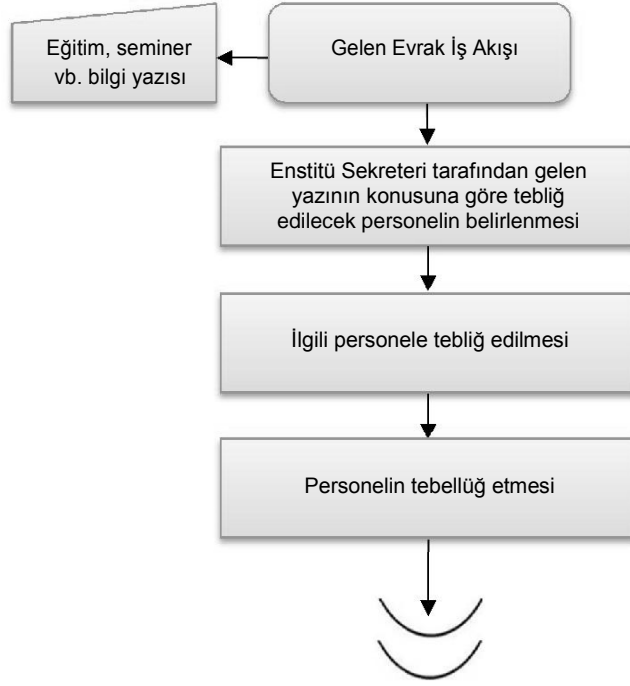 Eğitim, seminer
vb. bilgi yazısı
Gelen Evrak İş Akışı
Enstitü Sekreteri tarafından gelen
yazının konusuna göre tebliğ
edilecek personelin belirlenmesi
İlgili personele tebliğ edilmesi
Personelin tebellüğ etmesi